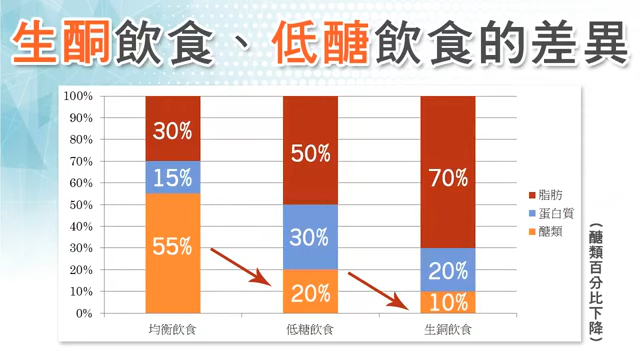 生酮飲食、低醣飲食的差異
100%
90%
80%
70%
60%
50%
40%
30%
20%
10%
0%
30%
15%
55%
50%
30%
20%
70%
20%
10%
均衡飲食
低糖飲食
生銅飲食
脂肪
蛋白質
醣類
(醣類百分比下降)